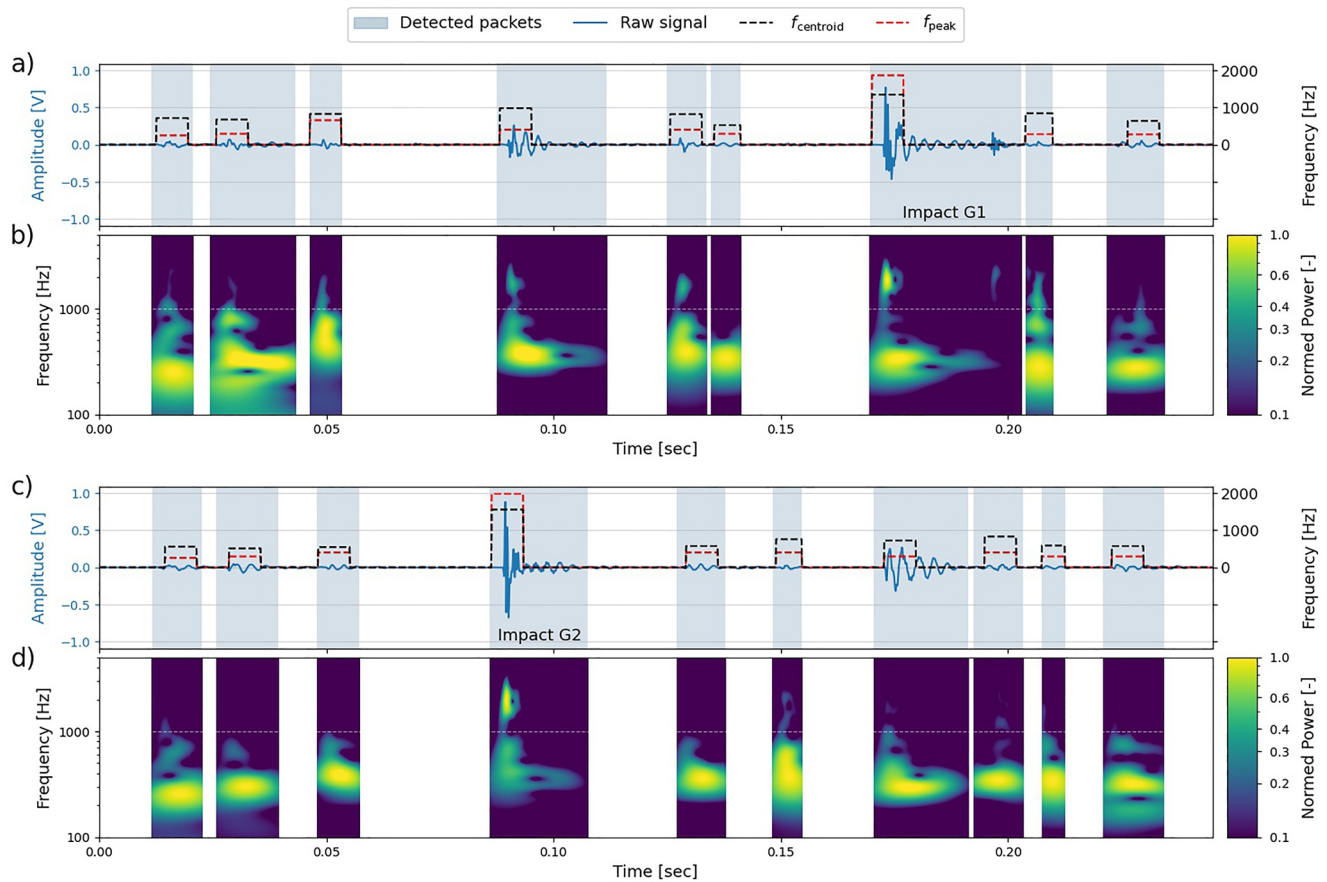 Detected packets Raw signal f_centroid f_peak
a)
1.0 0.5 0.0 −0.5 −1.0
Amplitude [V]
Impact G1
2000 1000 0
Frequency [Hz]
b)
1000 100
Frequency [Hz]
1.0 0.6 0.4 0.3 0.2 0.1
Normed Power [-]
0.00 0.05 0.10 0.15 0.20
Time [sec]
c)
1.0 0.5 0.0 −0.5 −1.0
Amplitude [V]
Impact G2
2000 1000 0
Frequency [Hz]
d)
1000 100
Frequency [Hz]
1.0 0.6 0.4 0.3 0.2 0.1
Normed Power [-]
0.00 0.05 0.10 0.15 0.20
Time [sec]